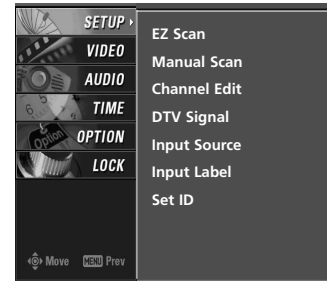 SETUP
VIDEO
AUDIO
TIME
OPTION
LOCK
Move MENU Prev
EZ Scan
Manual Scan
Channel Edit
DTV Signal
Input Source
Input Label
Set ID